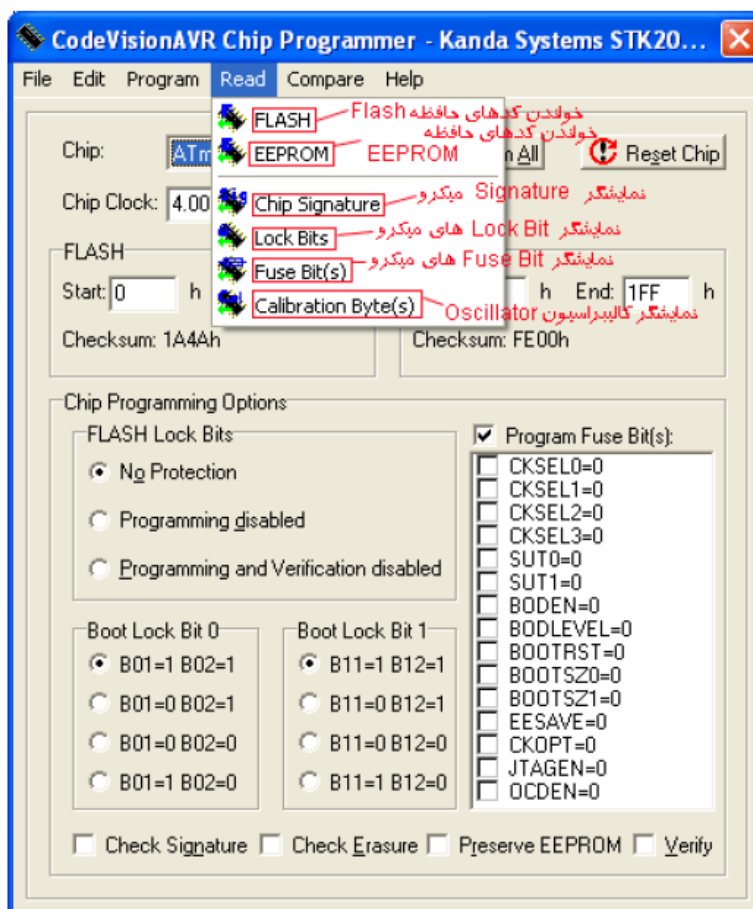 CodeVisionAVR Chip Programmer - Kanda Systems STK20...
File Edit Program Read Compare Help
FLASH خواندن کدهای حافظه Flash
EEPROM خواندن کدهای حافظه EEPROM
Chip: ATm All Reset Chip
Chip Signature نمایشگر Signature میکرو
Chip Clock: 4.00
Lock Bits نمایشگر Lock Bit های میکرو
FLASH
Fuse Bit(s) نمایشگر Fuse Bit های میکرو
Start: 0 h h End: 1FF h
Calibration Byte(s) نمایشگر کالیبراسیون Oscillator
Checksum: 1A4Ah Checksum: FE00h
Chip Programming Options
FLASH Lock Bits
No Protection
Programming disabled
Programming and Verification disabled
Program Fuse Bit(s):
CKSEL0=0
CKSEL1=0
CKSEL2=0
CKSEL3=0
SUT0=0
SUT1=0
BODEN=0
BODLEVEL=0
BOOTRST=0
BOOTSZ0=0
BOOTSZ1=0
EESAVE=0
CKOPT=0
JTAGEN=0
OCDEN=0
Boot Lock Bit 0
B01=1 B02=1
B01=0 B02=1
B01=0 B02=0
B01=1 B02=0
Boot Lock Bit 1
B11=1 B12=1
B11=0 B12=1
B11=0 B12=0
B11=1 B12=0
Check Signature Check Erasure Preserve EEPROM Verify